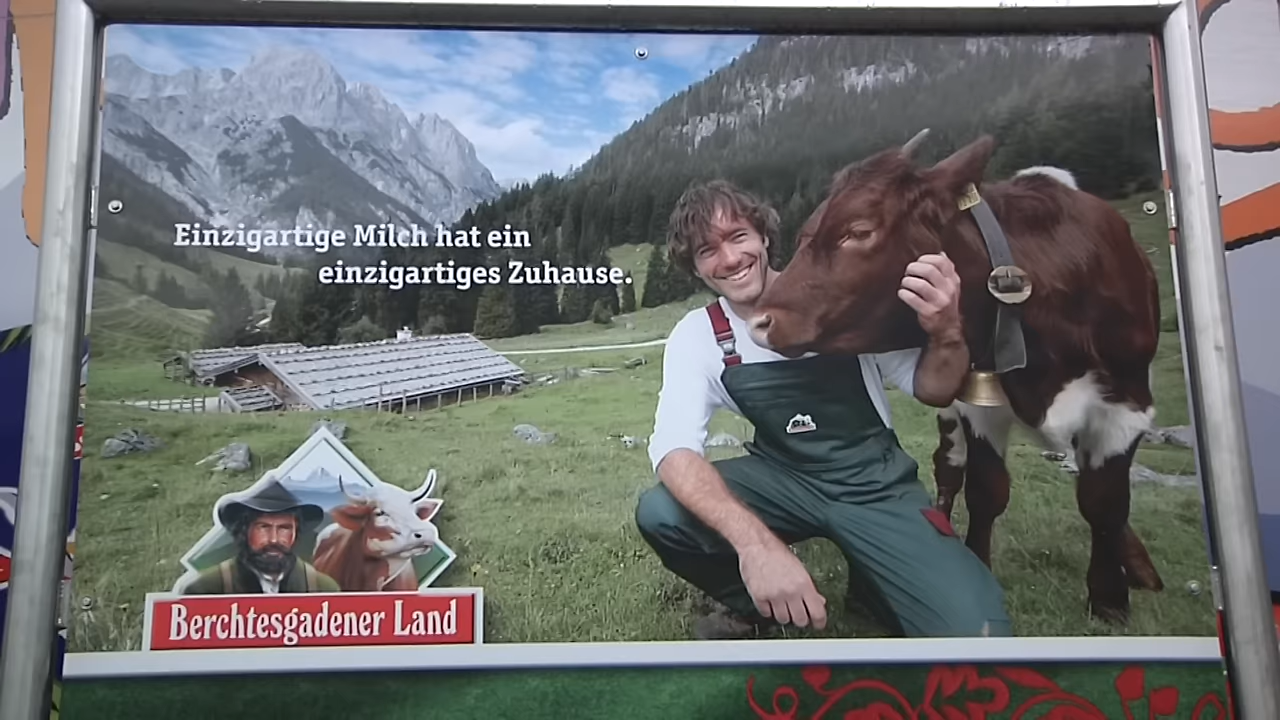 Einzigartige Milch hat ein
einzigartiges Zuhause.
Berchtesgadener Land